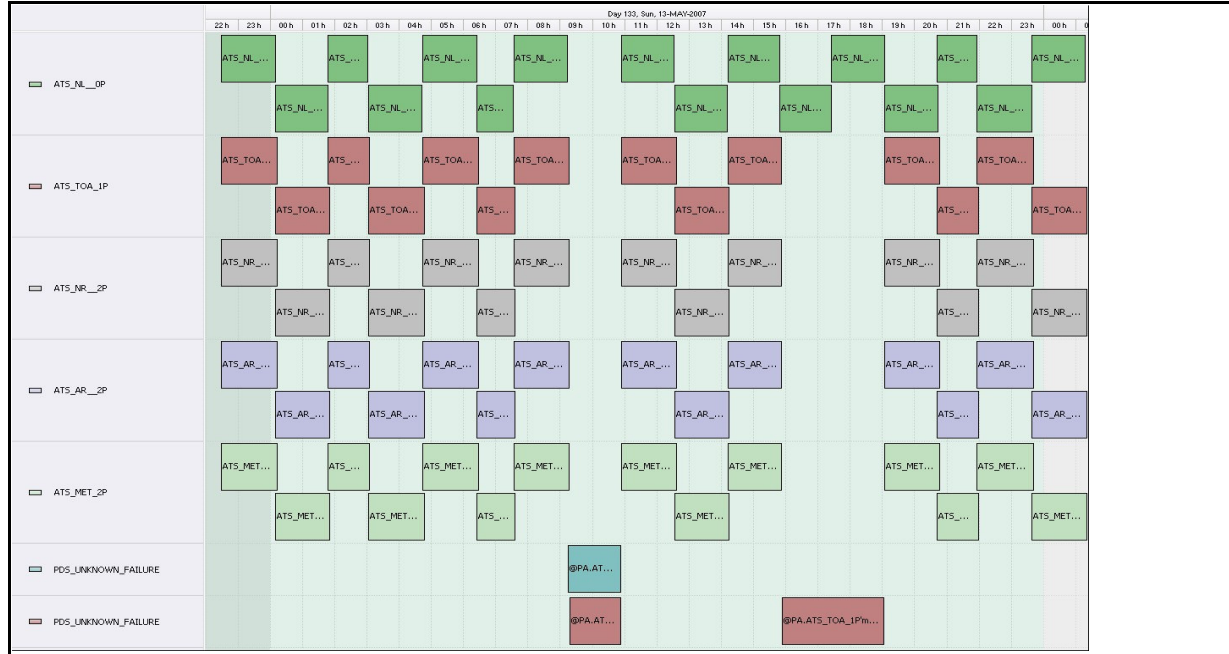 Day 133, Sun, 13-MAY-2007
22 h 23 h 00 h 01 h 02 h 03 h 04 h 05 h 06 h 07 h 08 h 09 h 10 h 11 h 12 h 13 h 14 h 15 h 16 h 17 h 18 h 19 h 20 h 21 h 22 h 23 h 00 h 0
ATS_NL_... ATS_... ATS_NL_... ATS_NL_... ATS_NL_... ATS_NL... ATS_NL_... ATS_... ATS_NL_...
ATS_NL__0P
ATS_NL_... ATS_NL_... ATS... ATS_NL_... ATS_NL... ATS_NL_... ATS_NL_...
ATS_TOA... ATS_... ATS_TOA... ATS_TOA... ATS_TOA... ATS_TOA... ATS_TOA... ATS_TOA...
ATS_TOA_1P
ATS_TOA... ATS_TOA... ATS_... ATS_TOA... ATS_... ATS_TOA...
ATS_NR_... ATS_... ATS_NR_... ATS_NR_... ATS_NR_... ATS_NR_... ATS_NR_... ATS_NR_...
ATS_NR__2P
ATS_NR_... ATS_NR_... ATS_... ATS_NR_... ATS_... ATS_NR_...
ATS_AR_... ATS_... ATS_AR_... ATS_AR_... ATS_AR_... ATS_AR_... ATS_AR_... ATS_AR_...
ATS_AR__2P
ATS_AR_... ATS_AR_... ATS_... ATS_AR_... ATS_... ATS_AR_...
ATS_MET... ATS_... ATS_MET... ATS_MET... ATS_MET... ATS_MET... ATS_MET... ATS_MET...
ATS_MET_2P
ATS_MET... ATS_MET... ATS_... ATS_MET... ATS_... ATS_MET...
PDS_UNKNOWN_FAILURE @PA.AT...
PDS_UNKNOWN_FAILURE @PA.AT... @PA.ATS_TOA_1P'm...